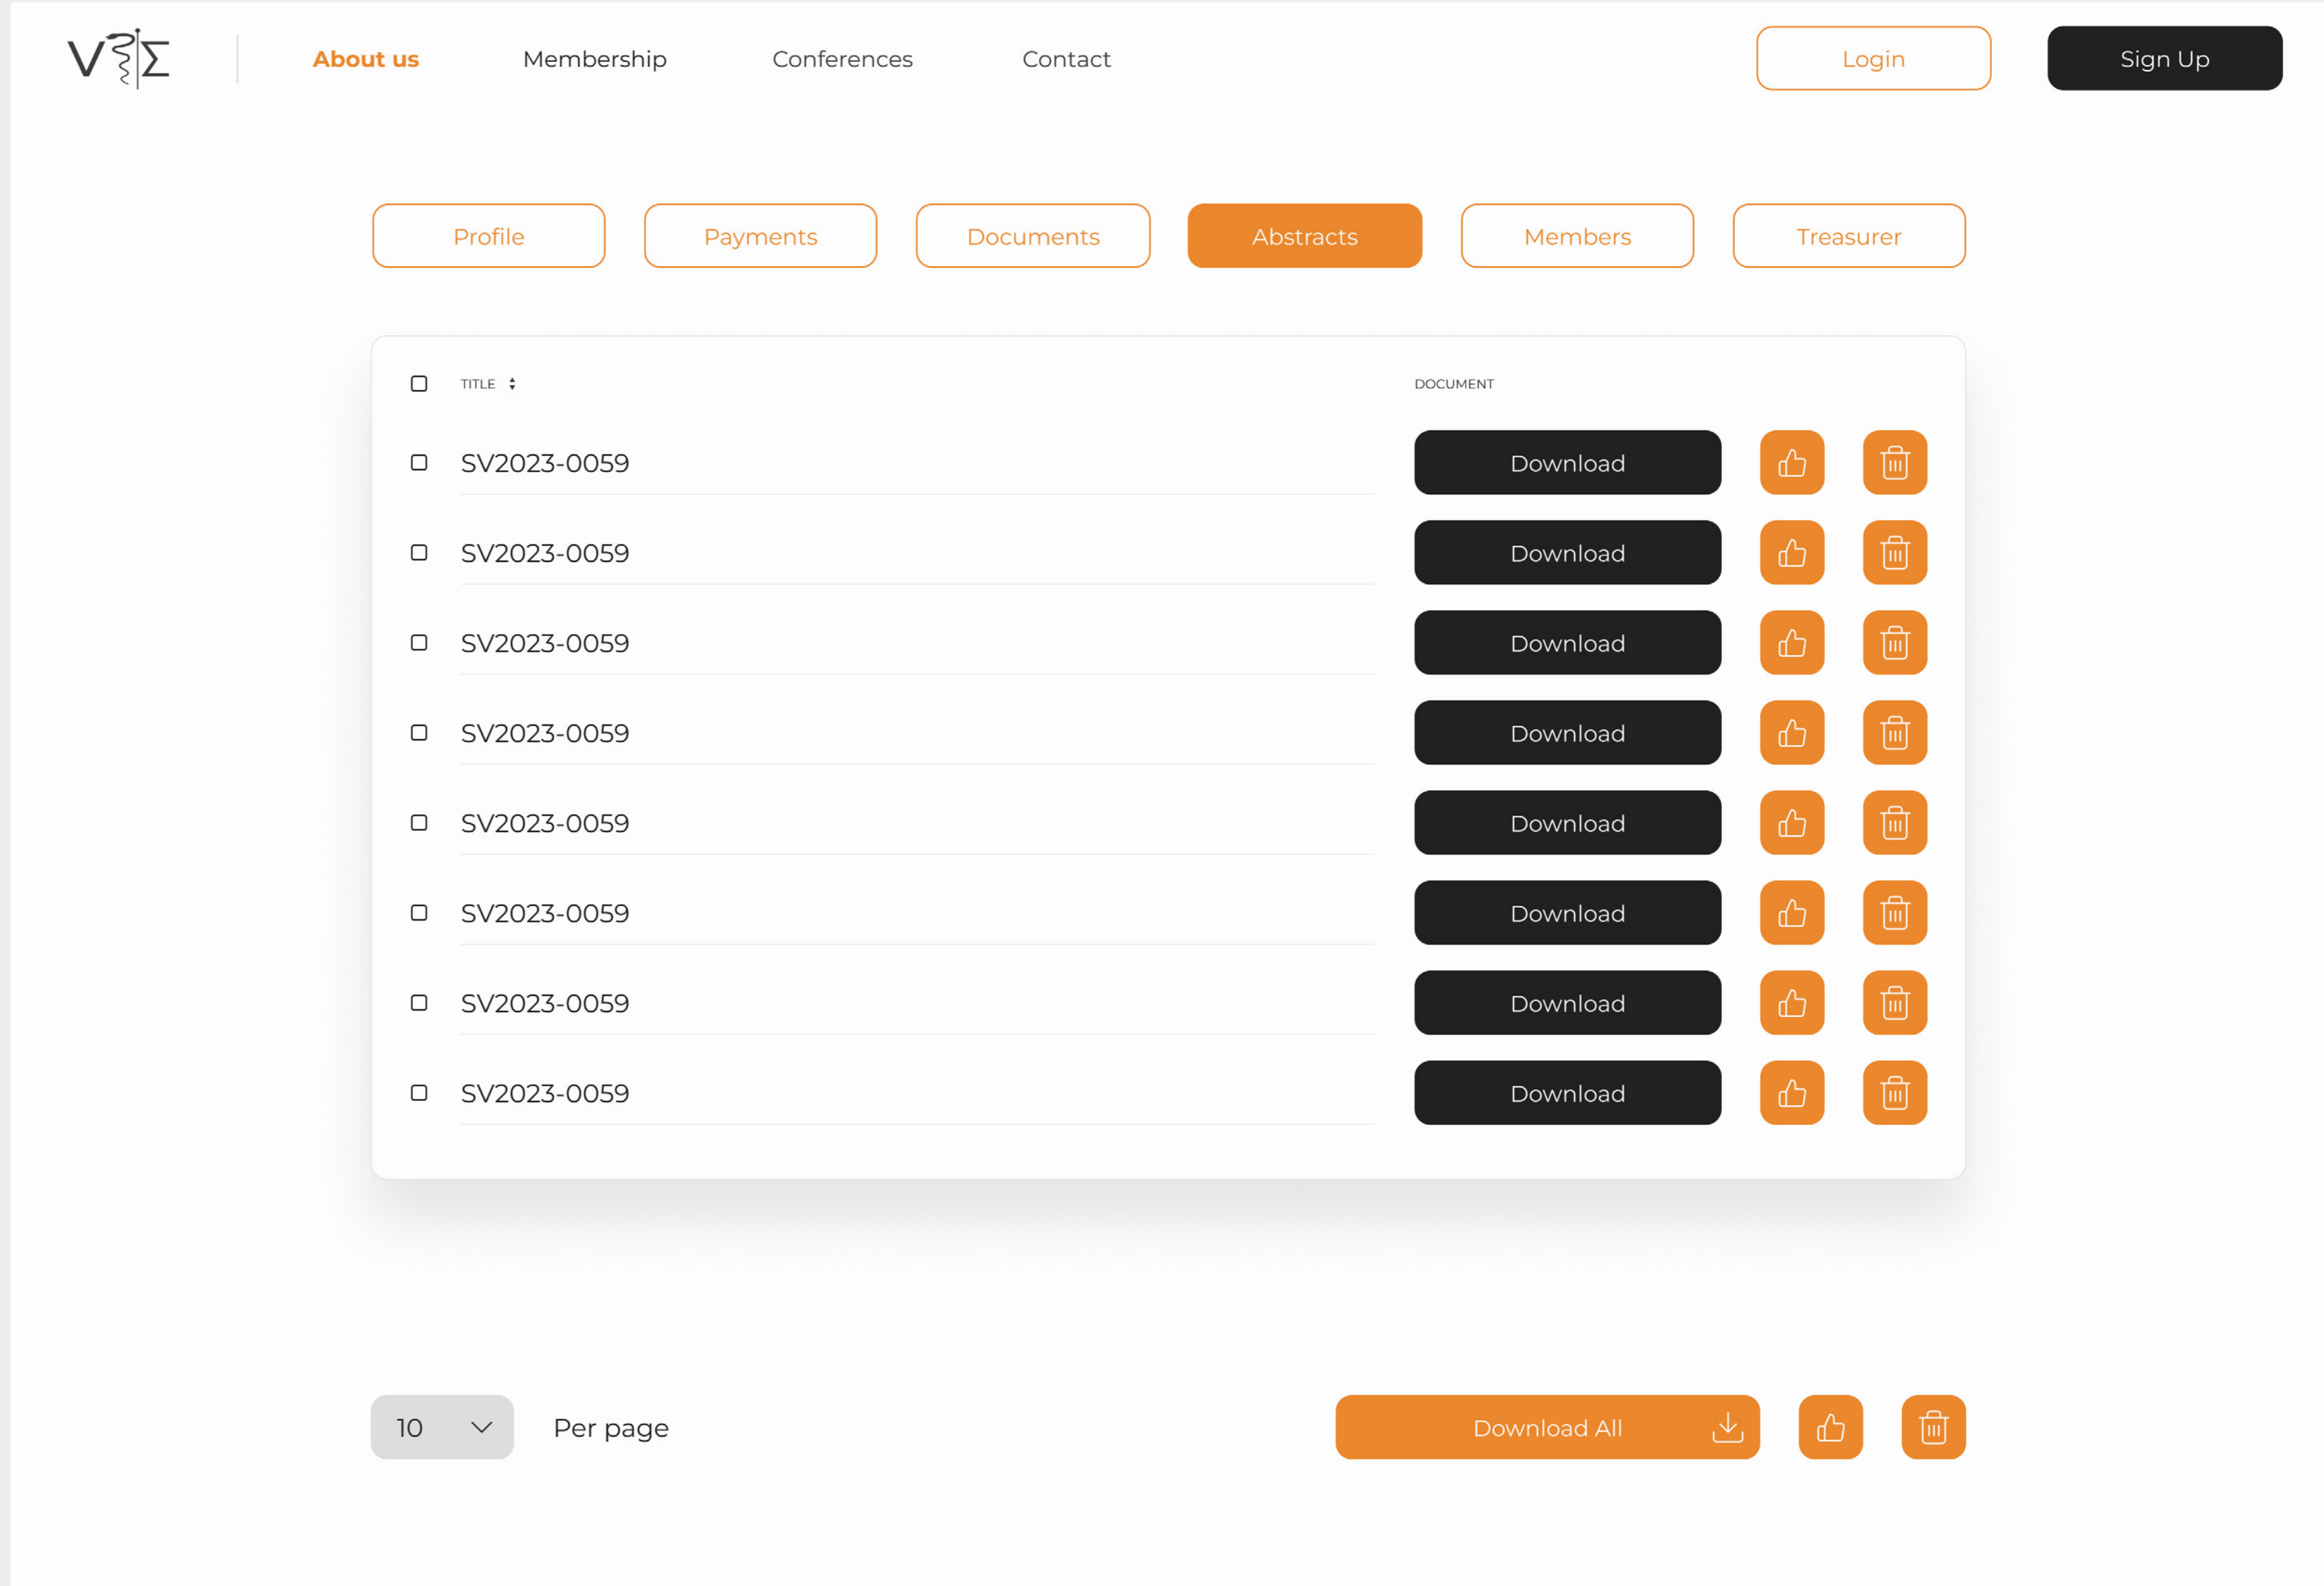 VΣ
About us Membership Conferences Contact Login Sign Up
Profile Payments Documents Abstracts Members Treasurer
TITLE DOCUMENT
SV2023-0059 Download
SV2023-0059 Download
SV2023-0059 Download
SV2023-0059 Download
SV2023-0059 Download
SV2023-0059 Download
SV2023-0059 Download
SV2023-0059 Download
10 Per page Download All